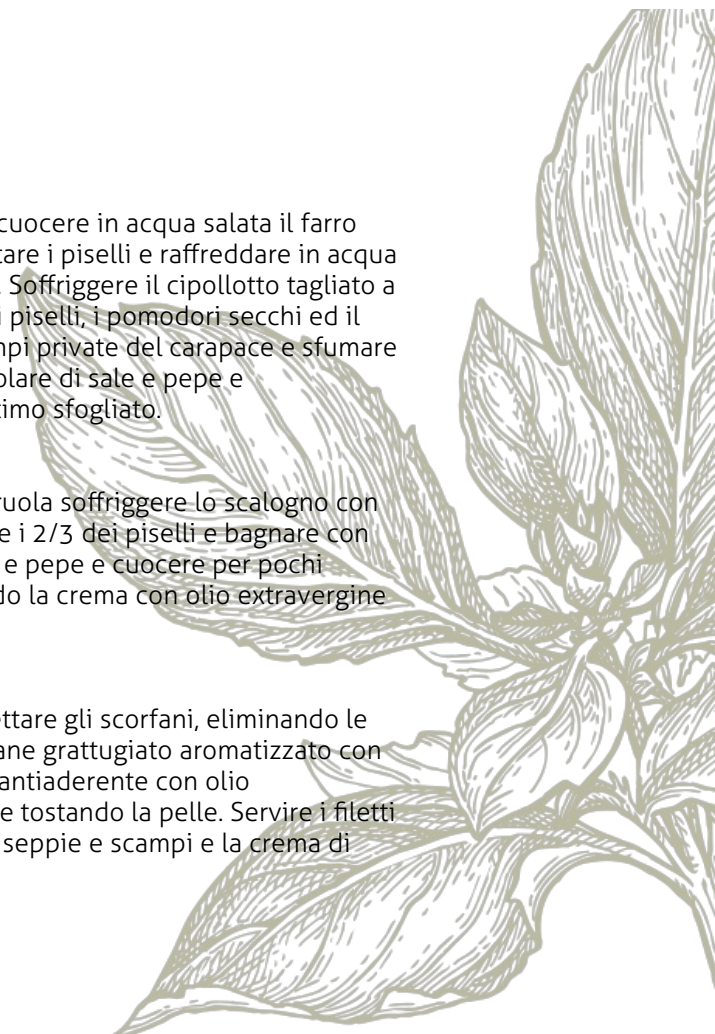 cuocere in acqua salata il farro
tare i piselli e raffreddare in acqua
. Soffriggere il cipollotto tagliato a
i piselli, i pomodori secchi ed il
mpi private del carapace e sfumare
olare di sale e pepe e
timo sfogliato.
ruola soffriggere lo scalogno con
e i 2/3 dei piselli e bagnare con
e pepe e cuocere per pochi
do la crema con olio extravergine
ettare gli scorfani, eliminando le
ane grattugiato aromatizzato con
antiaderente con olio
e tostando la pelle. Servire i filetti
seppie e scampi e la crema di